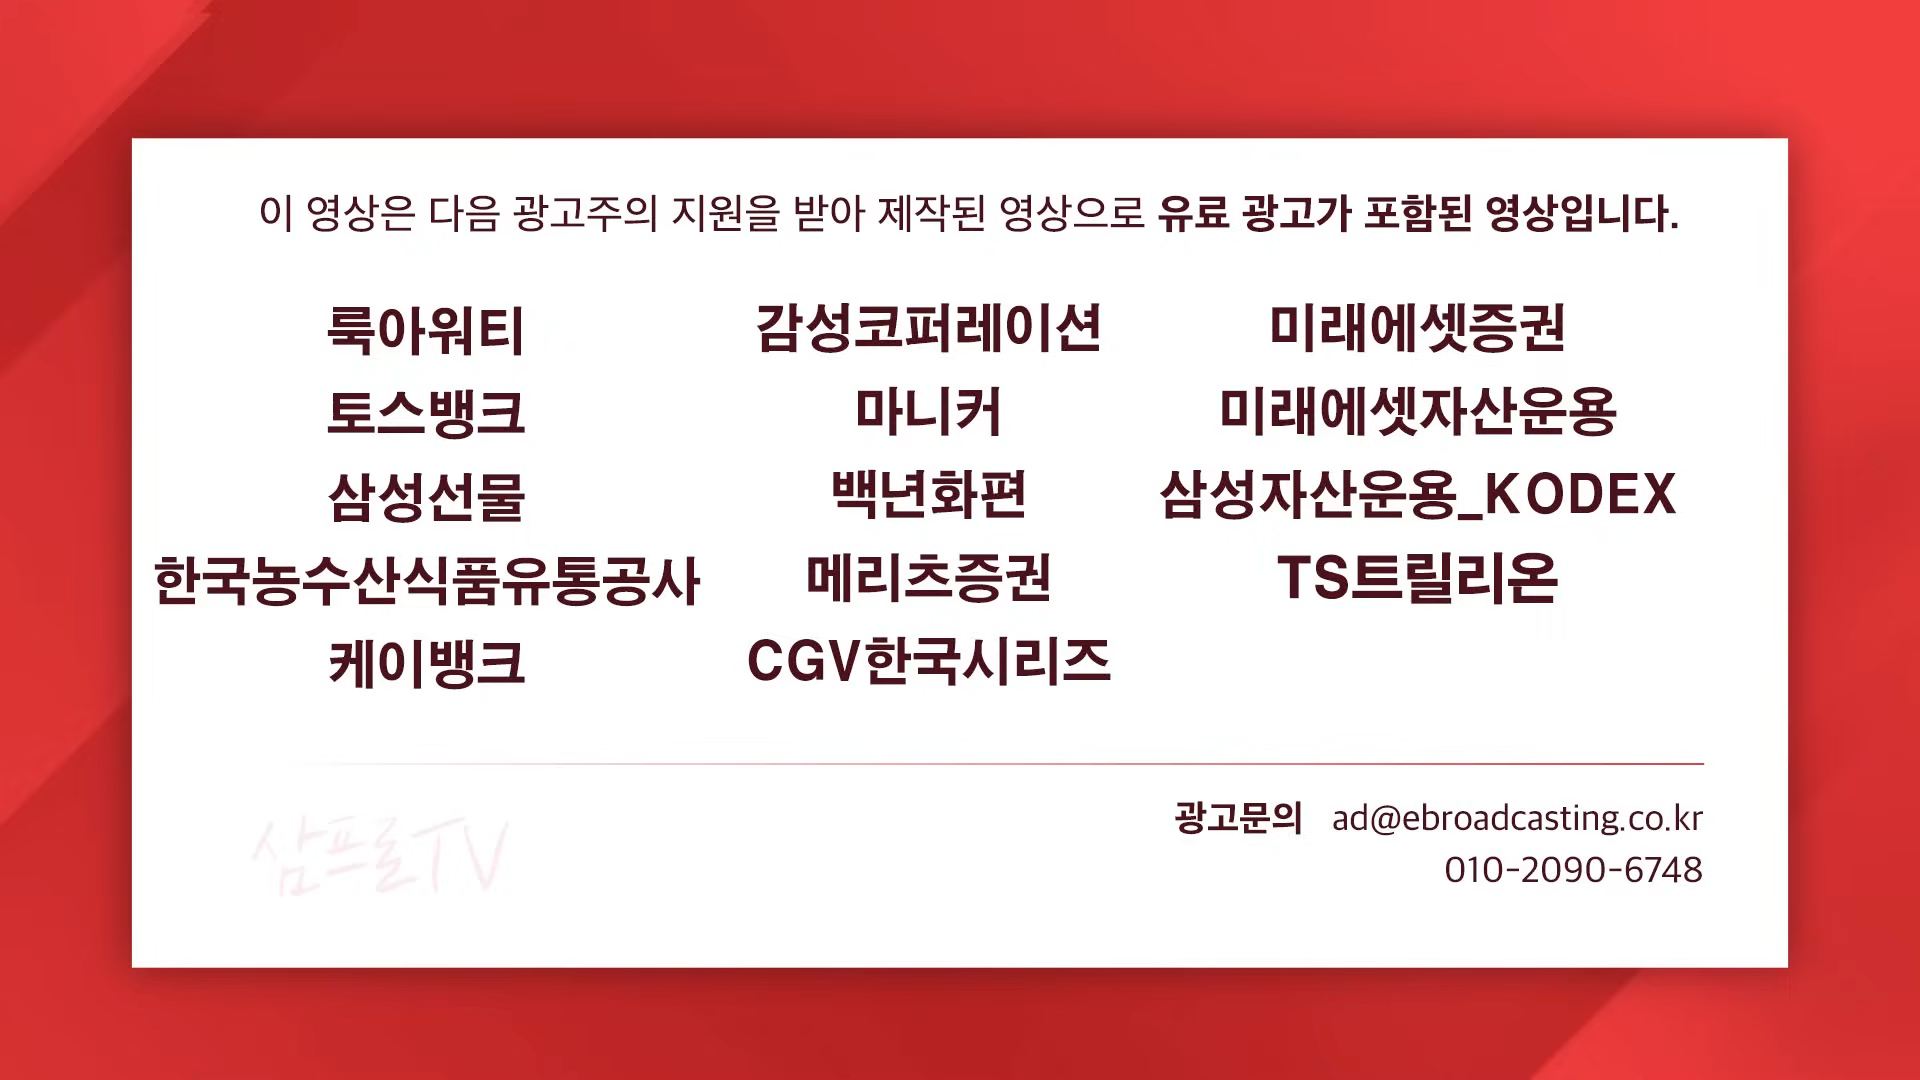 이 영상은 다음 광고주의 지원을 받아 제작된 영상으로 유료 광고가 포함된 영상입니다.
룩아워티 감성코퍼레이션 미래에셋증권
토스뱅크 마니커 미래에셋자산운용
삼성선물 백년화편 삼성자산운용_KODEX
한국농수산식품유통공사 메리츠증권 TS트릴리온
케이뱅크 CGV한국시리즈
광고문의 ad@ebroadcasting.co.kr
010-2090-6748
삼프로TV